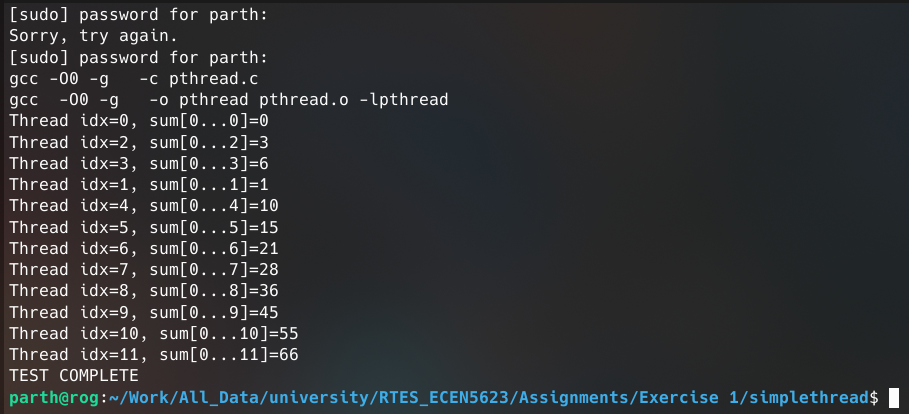 [sudo] password for parth:
Sorry, try again.
[sudo] password for parth:
gcc -O0 -g   -c pthread.c
gcc  -O0 -g   -o pthread pthread.o -lpthread
Thread idx=0, sum[0...0]=0
Thread idx=2, sum[0...2]=3
Thread idx=3, sum[0...3]=6
Thread idx=1, sum[0...1]=1
Thread idx=4, sum[0...4]=10
Thread idx=5, sum[0...5]=15
Thread idx=6, sum[0...6]=21
Thread idx=7, sum[0...7]=28
Thread idx=8, sum[0...8]=36
Thread idx=9, sum[0...9]=45
Thread idx=10, sum[0...10]=55
Thread idx=11, sum[0...11]=66
TEST COMPLETE
parth@rog:~/Work/All_Data/university/RTES_ECEN5623/Assignments/Exercise 1/simplethread$